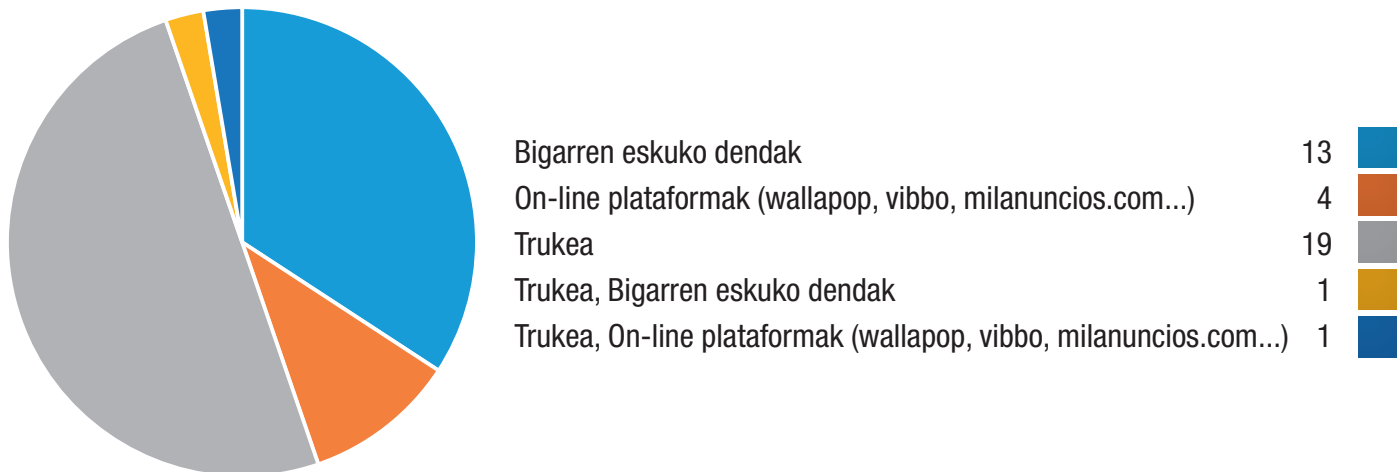 Bigarren eskuko dendak 13
On-line plataformak (wallapop, vibbo, milanuncios.com...) 4
Trukea 19
Trukea, Bigarren eskuko dendak 1
Trukea, On-line plataformak (wallapop, vibbo, milanuncios.com...) 1